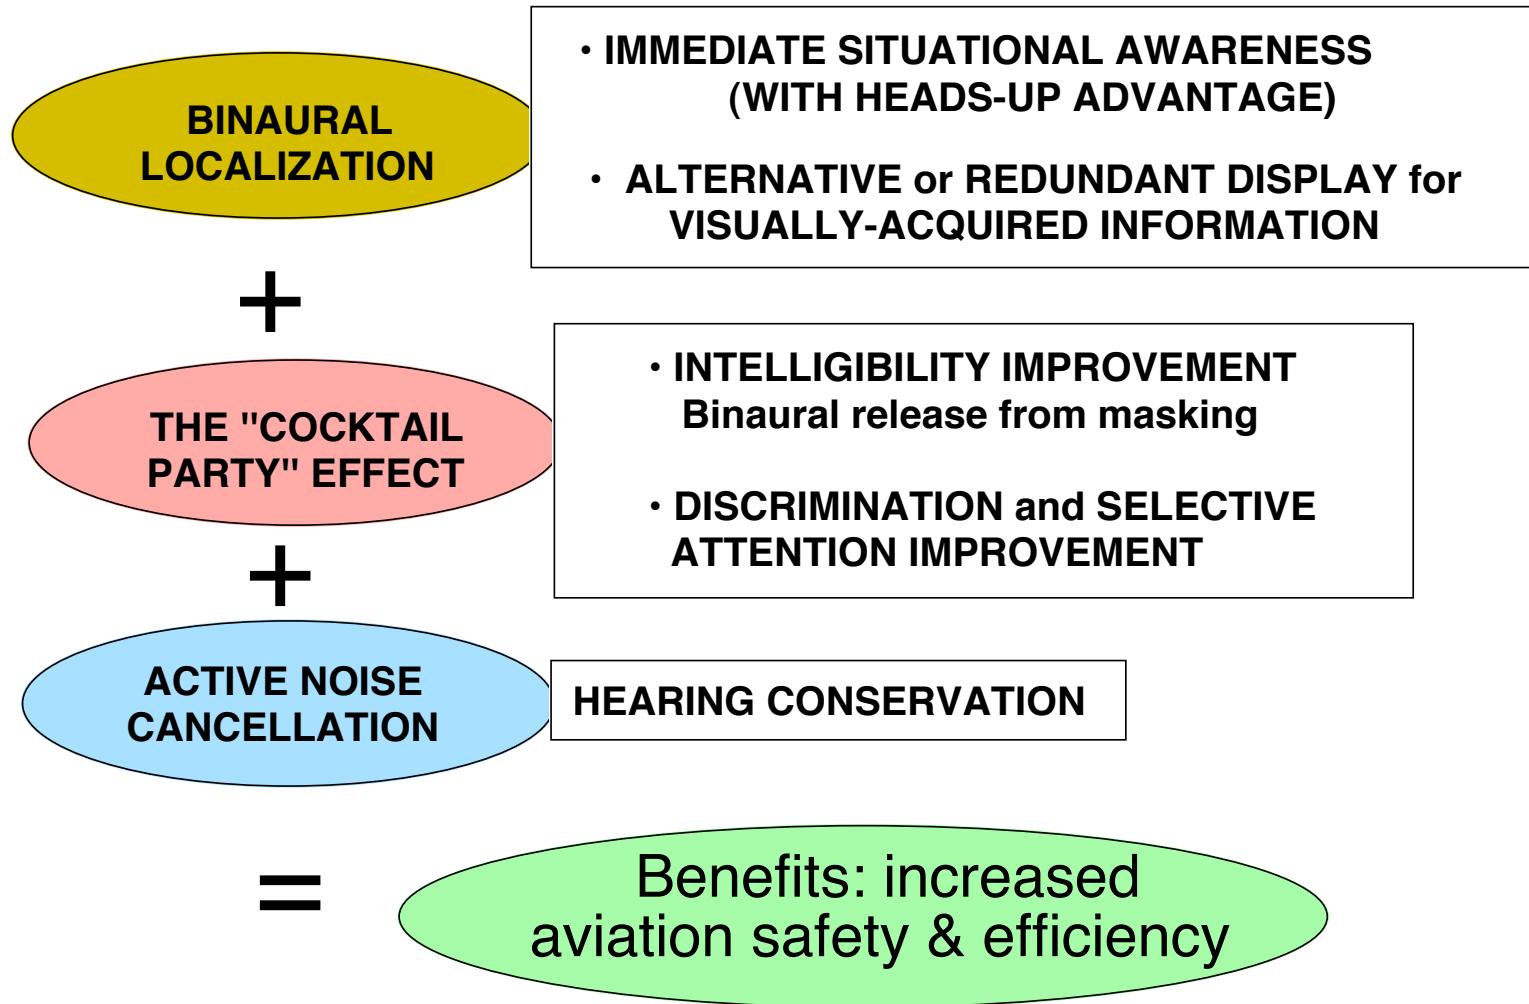 BINAURAL
LOCALIZATION
• IMMEDIATE SITUATIONAL AWARENESS
(WITH HEADS-UP ADVANTAGE)
• ALTERNATIVE or REDUNDANT DISPLAY for
VISUALLY-ACQUIRED INFORMATION
+
THE "COCKTAIL
PARTY" EFFECT
• INTELLIGIBILITY IMPROVEMENT
Binaural release from masking
• DISCRIMINATION and SELECTIVE
ATTENTION IMPROVEMENT
+
ACTIVE NOISE
CANCELLATION
HEARING CONSERVATION
=
Benefits: increased
aviation safety & efficiency